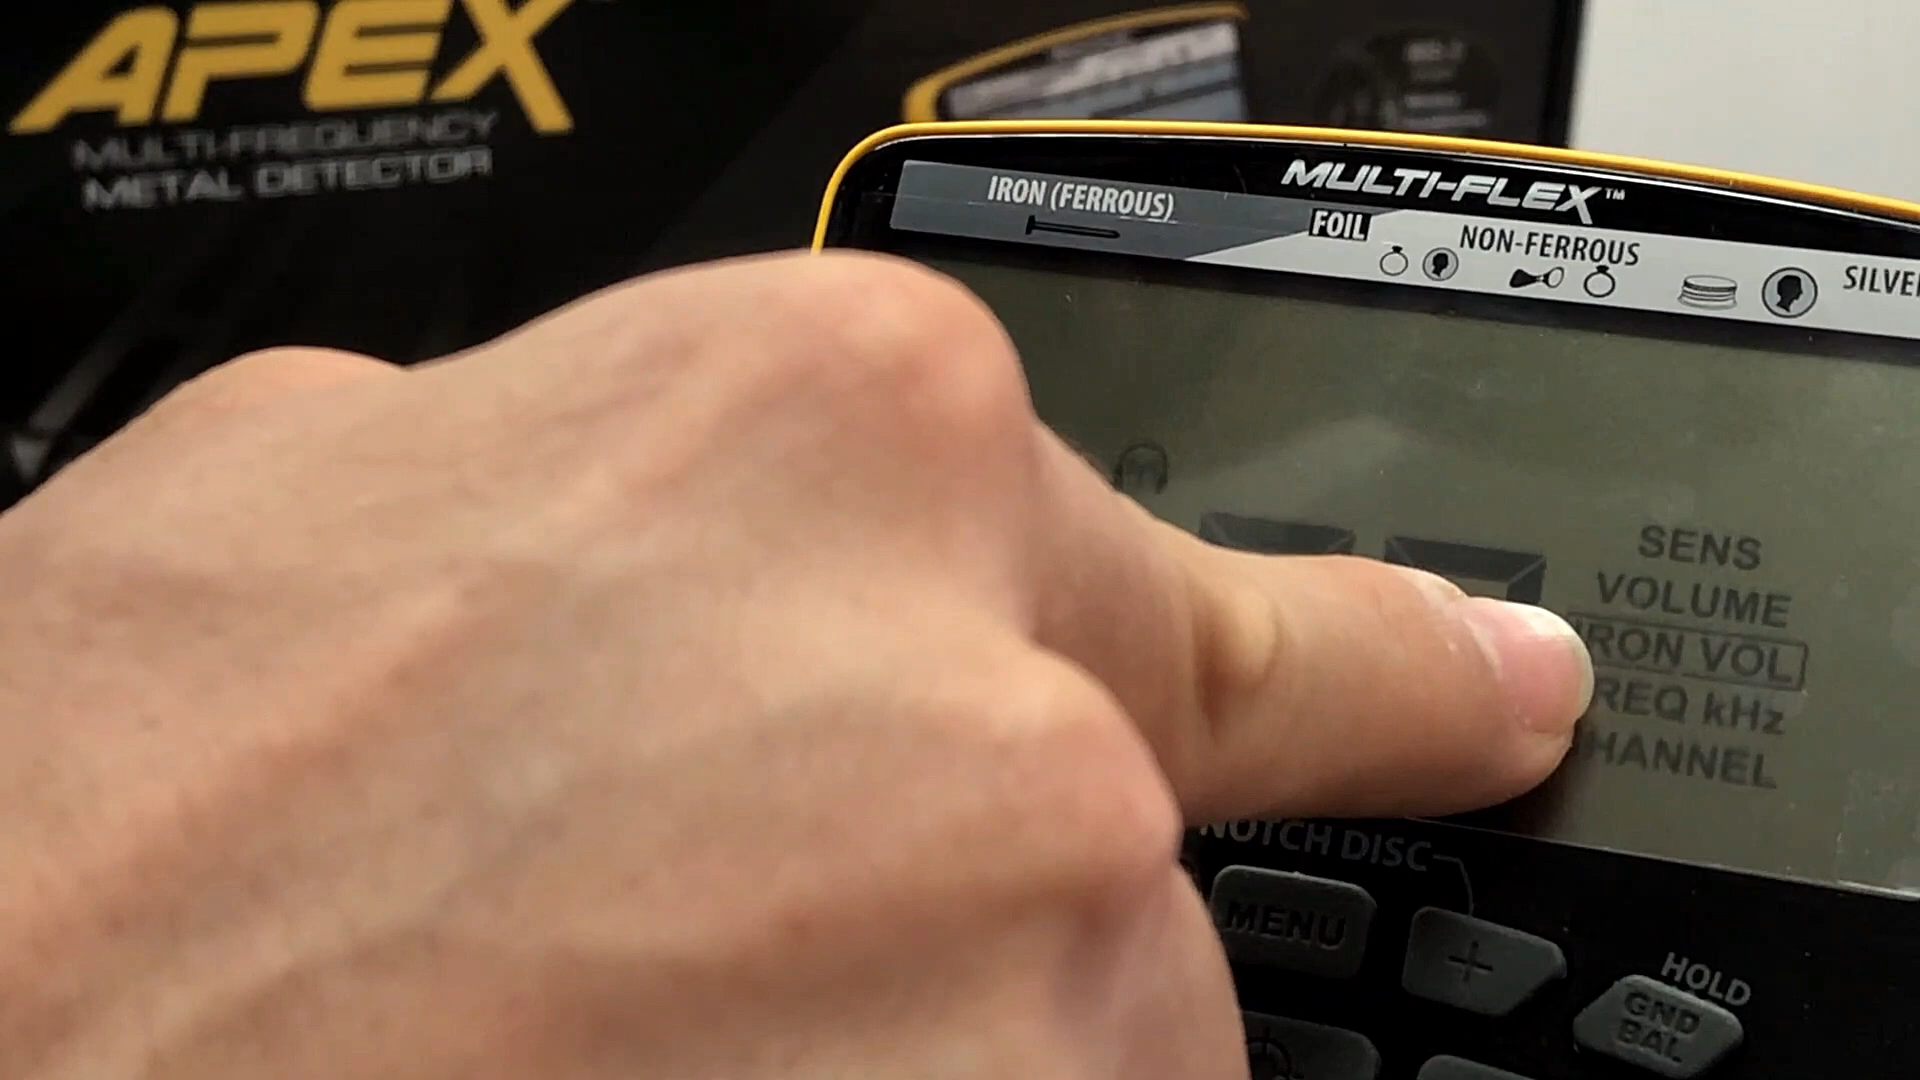 APEX
MULTI-FREQUENCY
METAL DETECTOR
MULTI-FLEX™
IRON (FERROUS)
FOIL
NON-FERROUS
SILVE
SENS
VOLUME
RON VOL
REQ kHz
HANNEL
NOTCH DISC
MENU
+
HOLD
GND
BAL